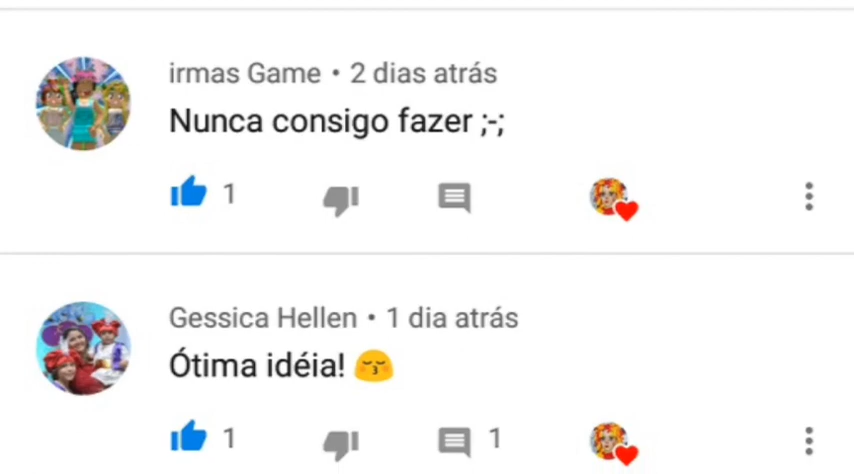 irmas Game • 2 dias atrás
Nunca consigo fazer ;-;
1
Gessica Hellen • 1 dia atrás
Ótima idéia! 😚
1 1